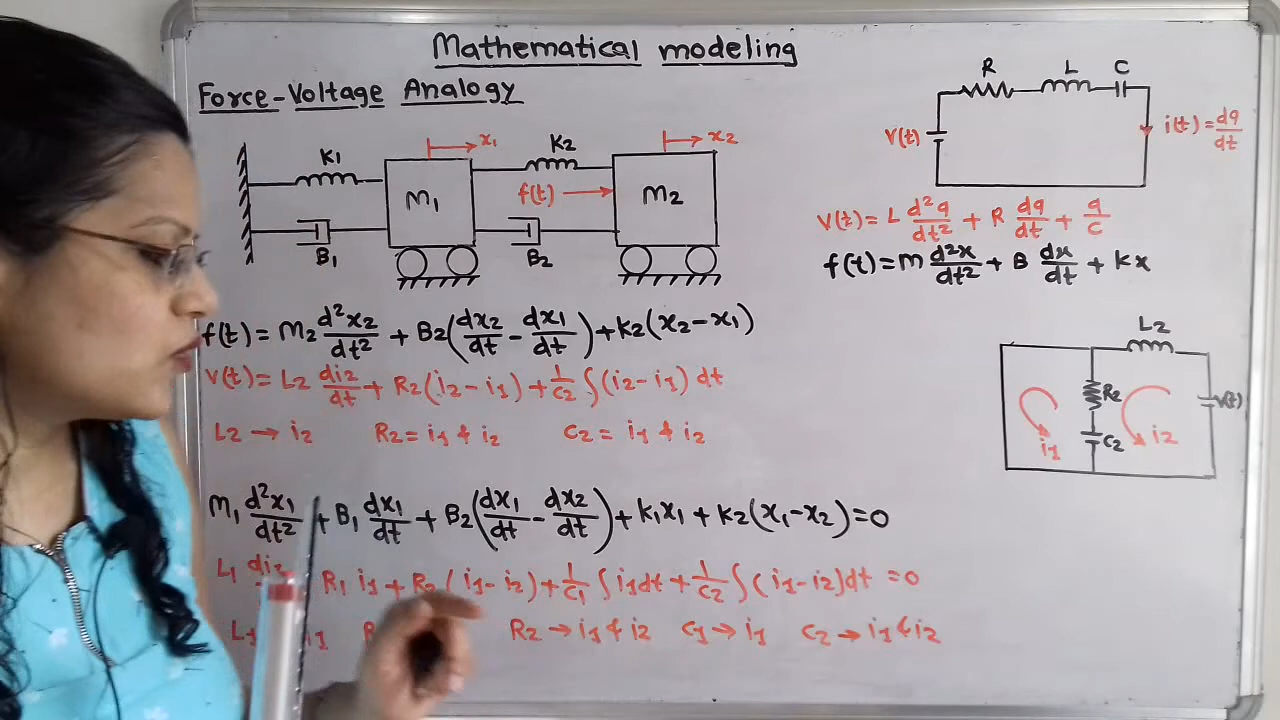 Mathematical modeling
Force-Voltage Analogy
R L C
V(t)
i(t) = dq/dt
K1 x1 K2 x2
M1 f(t) M2
B1 B2
V(t) = L d²q/dt² + R dq/dt + q/C
f(t) = M d²x/dt² + B dx/dt + Kx
f(t) = M2 d²x2/dt² + B2(dx2/dt - dx1/dt) + K2(x2 - x1)
V(t) = L2 di2/dt + R2(i2 - i1) + 1/C2 ∫(i2 - i1) dt
L2 → i2 R2 = i1 & i2 C2 = i1 & i2
L2
R2 V(t)
C2
i1 i2
M1 d²x1/dt² + B1 dx1/dt + B2(dx1/dt - dx2/dt) + K1x1 + K2(x1 - x2) = 0
L1 R1 i1 + R2(i1 - i2) + 1/C1 ∫i1dt + 1/C2 ∫(i1 - i2)dt = 0
L1 i1 R2 → i1 & i2 C1 → i1 C2 → i1 & i2